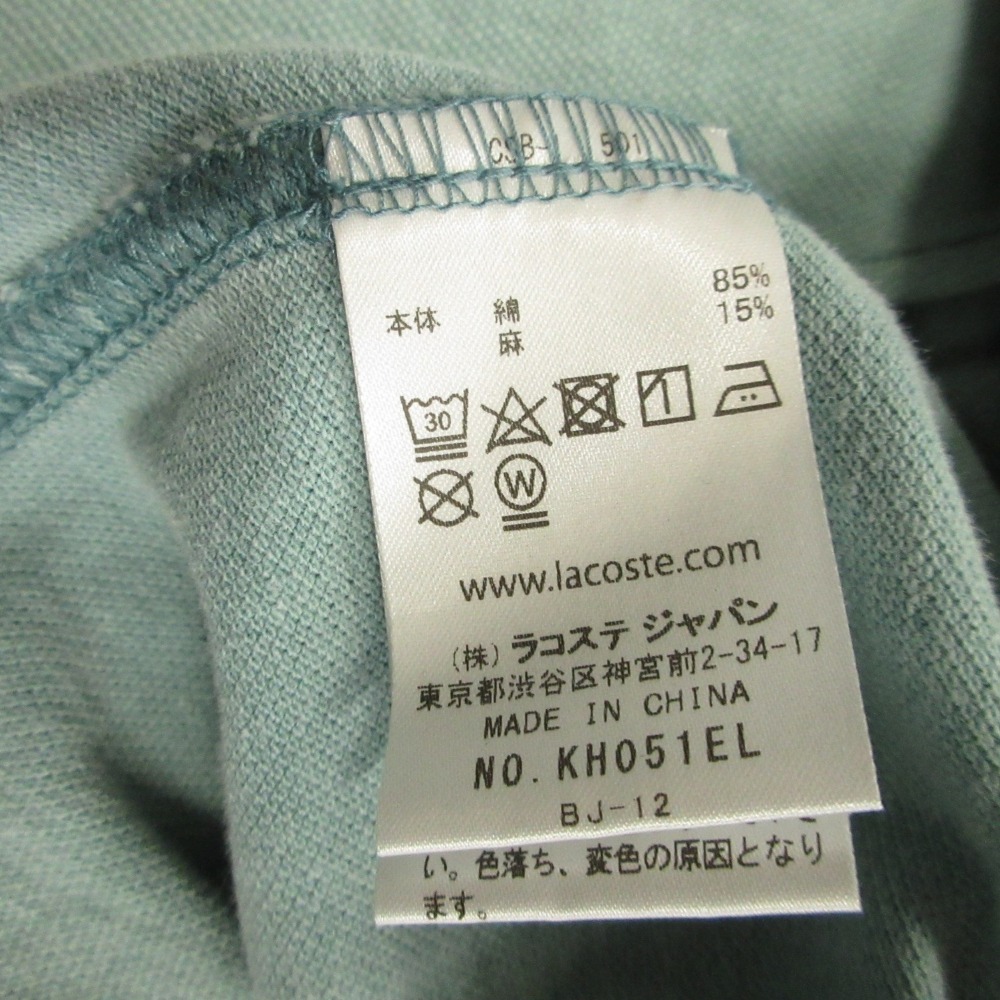 501
85%
本体 綿 15%
麻
30
W
www.lacoste.com
(株) ラコステ ジャパン
東京都渋谷区神宮前2-34-17
MADE IN CHINA
NO. KH051EL
BJ-12
い。色落ち、変色の原因となり
ます。